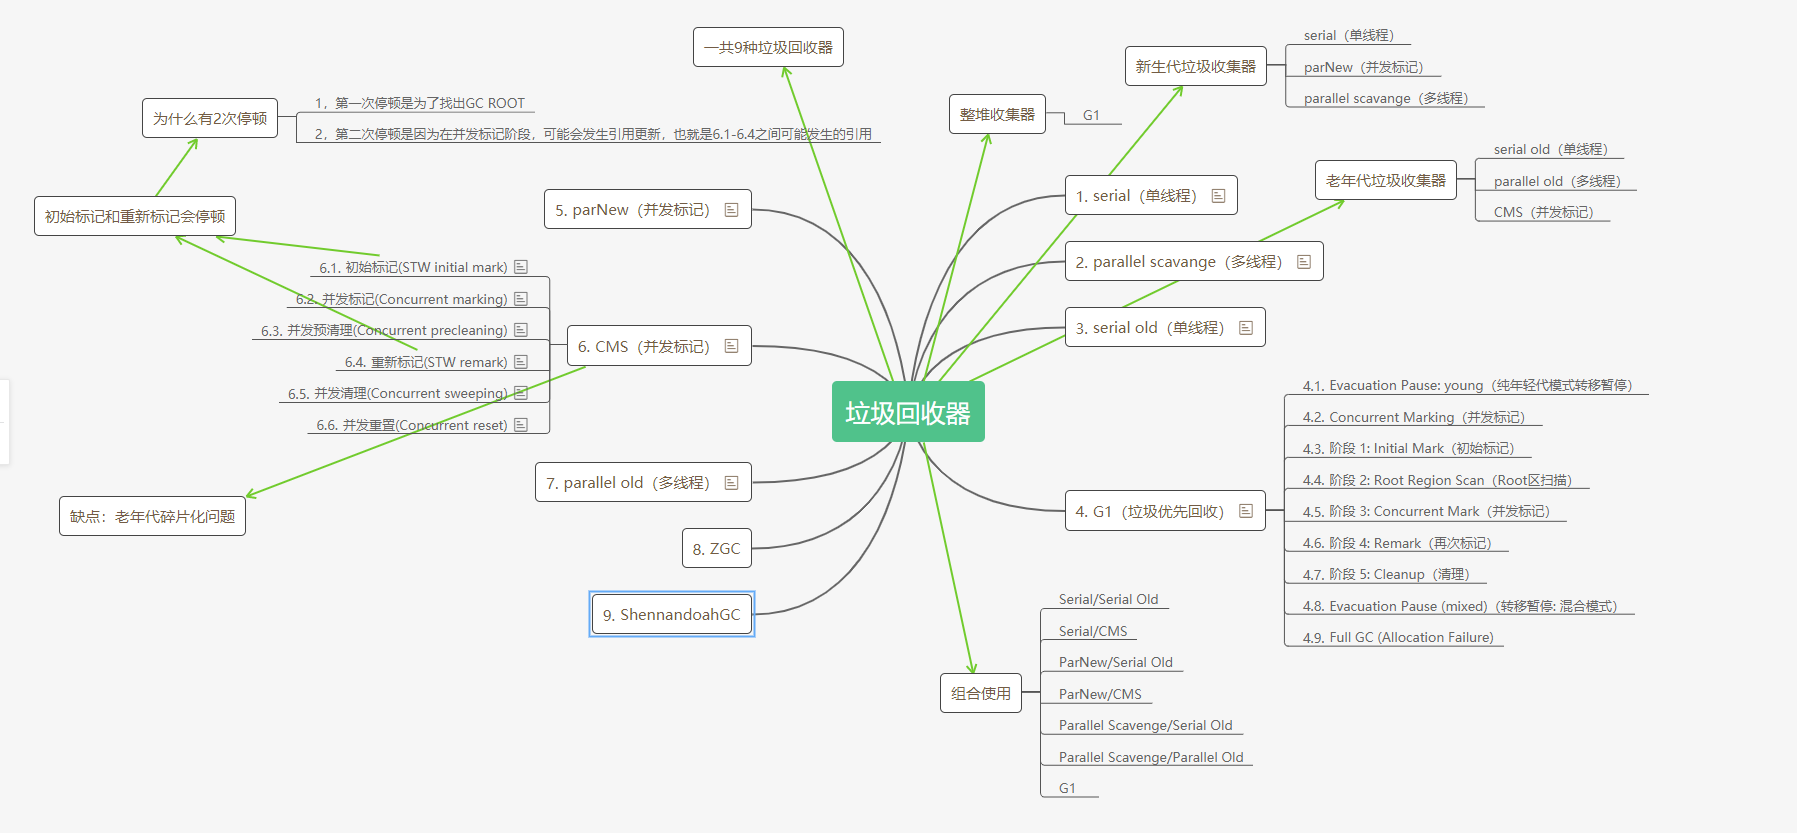 一共9种垃圾回收器
新生代垃圾收集器
serial（单线程）
parNew（并发标记）
parallel scavange（多线程）
整堆收集器
G1
为什么有2次停顿
1，第一次停顿是为了找出GC ROOT
2，第二次停顿是因为在并发标记阶段，可能会发生引用更新，也就是6.1-6.4之间可能发生的引用
老年代垃圾收集器
serial old（单线程）
parallel old（多线程）
CMS（并发标记）
初始标记和重新标记会停顿
5. parNew（并发标记）
1. serial（单线程）
2. parallel scavange（多线程）
3. serial old（单线程）
6.1. 初始标记(STW initial mark)
6.2. 并发标记(Concurrent marking)
6.3. 并发预清理(Concurrent precleaning)
6.4. 重新标记(STW remark)
6.5. 并发清理(Concurrent sweeping)
6.6. 并发重置(Concurrent reset)
6. CMS（并发标记）
垃圾回收器
缺点：老年代碎片化问题
7. parallel old（多线程）
8. ZGC
9. ShennandoahGC
4. G1（垃圾优先回收）
4.1. Evacuation Pause: young（纯年轻代模式转移暂停）
4.2. Concurrent Marking（并发标记）
4.3. 阶段 1: Initial Mark（初始标记）
4.4. 阶段 2: Root Region Scan（Root区扫描）
4.5. 阶段 3: Concurrent Mark（并发标记）
4.6. 阶段 4: Remark（再次标记）
4.7. 阶段 5: Cleanup（清理）
4.8. Evacuation Pause (mixed)（转移暂停: 混合模式）
4.9. Full GC (Allocation Failure)
组合使用
Serial/Serial Old
Serial/CMS
ParNew/Serial Old
ParNew/CMS
Parallel Scavenge/Serial Old
Parallel Scavenge/Parallel Old
G1